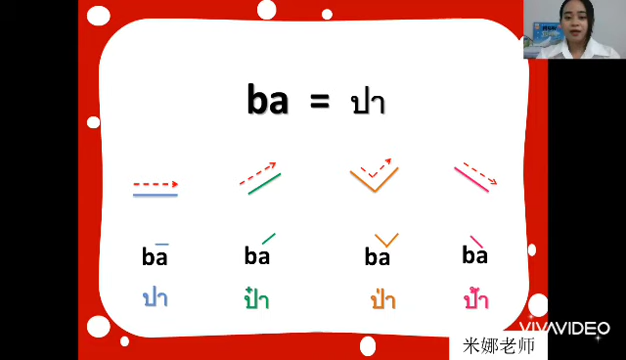 ba = ปา
bā bá bǎ bà
ปา ป๋า ป่า ป้า
VIVAVIDEO
米娜老师